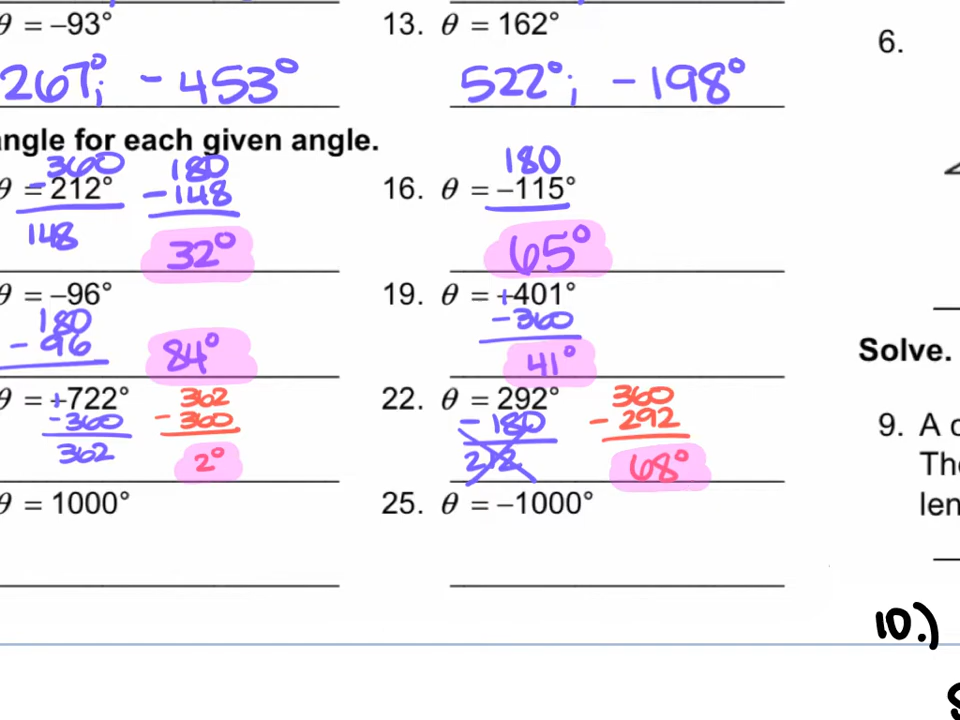 θ = –93°
13. θ = 162°
6.
267°; - 453°
522°; - 198°
angle for each given angle.
- 360
180
θ = 212°
- 148
148
32°
180
16. θ = –115°
65°
θ = –96°
180
- 96
84°
19. θ = +401°
- 360
41°
Solve.
θ = +722°
- 360
362
362
- 360
2°
22. θ = 292°
- 180
212
360
- 292
68°
9. A
The
len
θ = 1000°
25. θ = –1000°
10.)